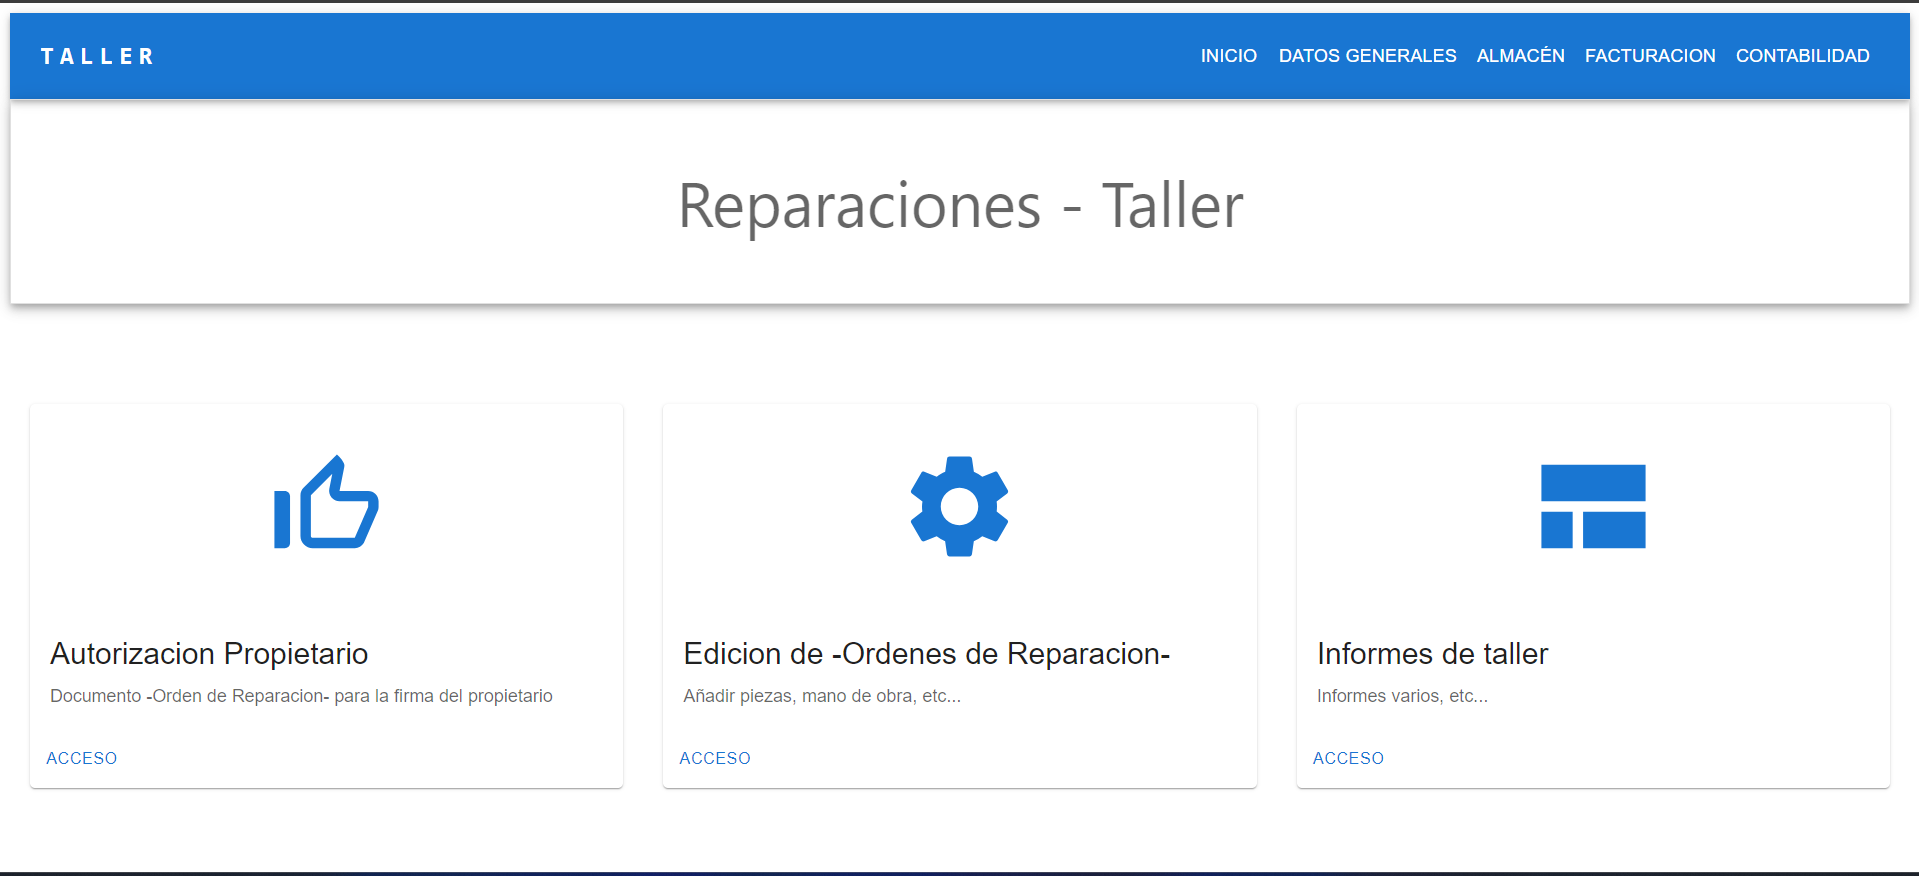 TALLER
INICIO DATOS GENERALES ALMACÉN FACTURACION CONTABILIDAD
Reparaciones - Taller
Autorizacion Propietario
Documento -Orden de Reparacion- para la firma del propietario
ACCESO
Edicion de -Ordenes de Reparacion-
Añadir piezas, mano de obra, etc...
ACCESO
Informes de taller
Informes varios, etc...
ACCESO